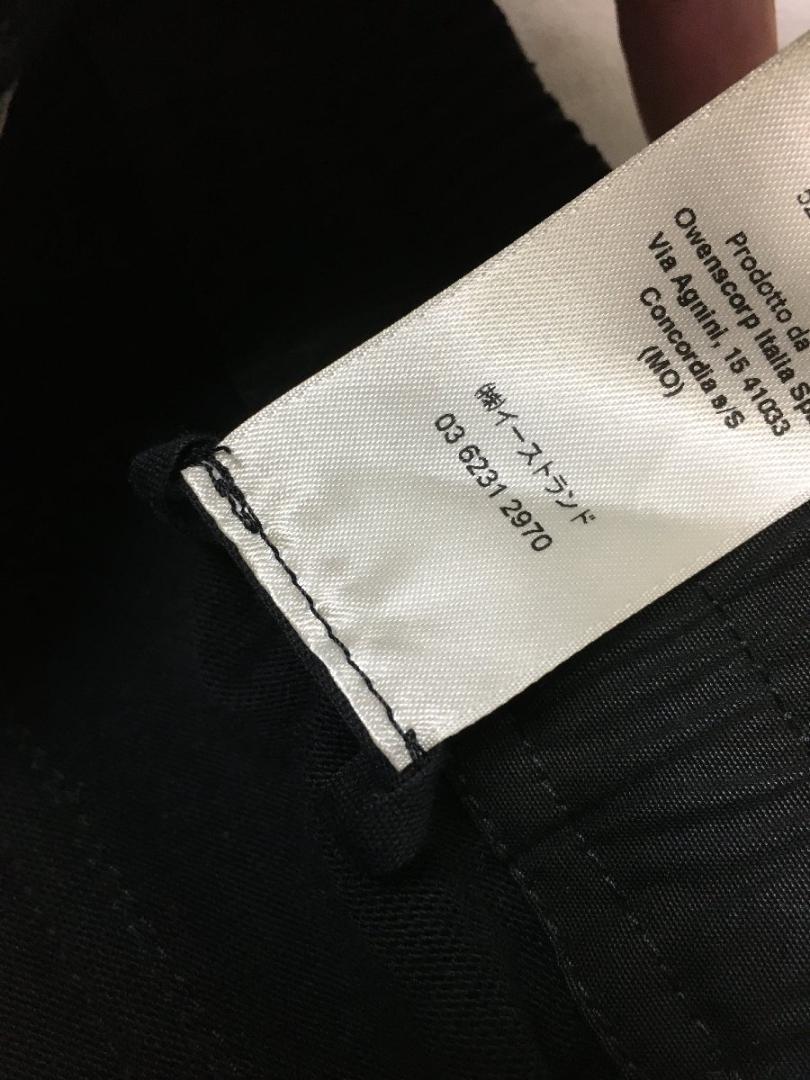 52
Prodotto da
Owenscorp Italia Sp
Via Agnini, 15 41033
Concordia s/S
(MO)
㈱イーストランド
03 6231 2970